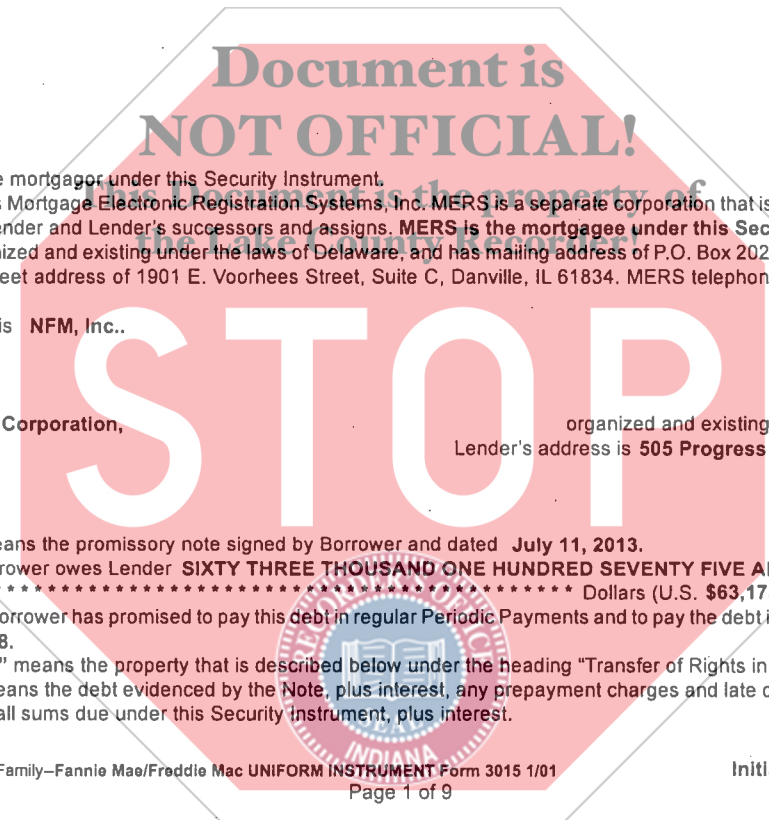 Document is
NOT OFFICIAL!
e mortgagor under this Security Instrument.
This Document is the property of
s Mortgage Electronic Registration Systems, Inc. MERS is a separate corporation that is
ender and Lender's successors and assigns. MERS is the mortgagee under this Sec
the Lake County Recorder!
ized and existing under the laws of Delaware, and has mailing address of P.O. Box 202
eet address of 1901 E. Voorhees Street, Suite C, Danville, IL 61834. MERS telephon
is NFM, Inc..
STOP
Corporation, organized and existing
Lender's address is 505 Progress
eans the promissory note signed by Borrower and dated July 11, 2013.
rower owes Lender SIXTY THREE THOUSAND ONE HUNDRED SEVENTY FIVE A
* * * * * * * * * * * * * * * * * * * * * * * * * * * * * * * * * * * * * * * * * * * * * * * Dollars (U.S. $63,17
orrower has promised to pay this debt in regular Periodic Payments and to pay the debt i
8.
" means the property that is described below under the heading "Transfer of Rights in
eans the debt evidenced by the Note, plus interest, any prepayment charges and late c
all sums due under this Security Instrument, plus interest.
RECORDER'S OFFICE
SEAL
INDIANA
Family–Fannie Mae/Freddie Mac UNIFORM INSTRUMENT Form 3015 1/01 Initi
Page 1 of 9